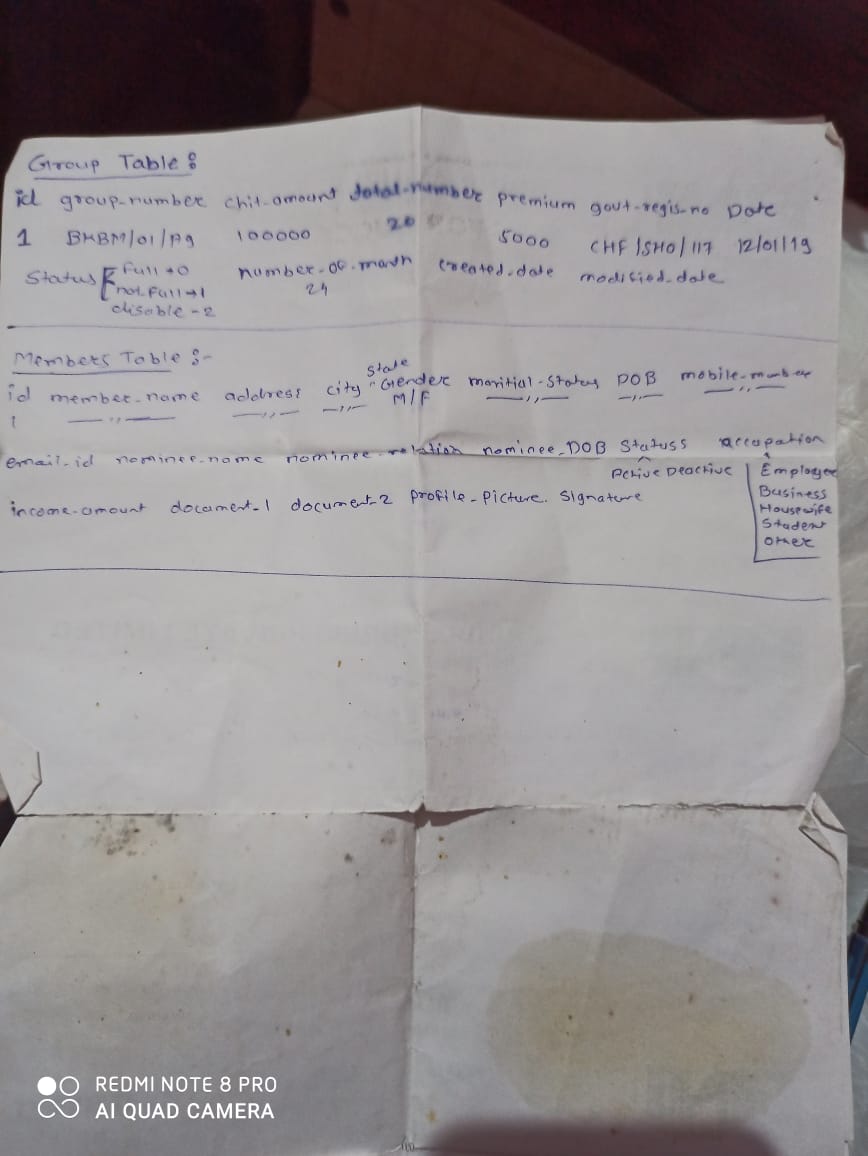 Group Table :
id group-number chit-amount total-number premium govt-regis-no Date
1 BHBM/01/19 100000 20 5000 CHF/SHO/117 12/01/19
Status [ full → 0 number-of-month created-date modified-date
not full → 1 24
disable - 2
Members Table :-
state
id member-name address city Gender maritial-status DOB mobile-number
1 —,,— —,,— —,,— M/F —,,— —,,— —,,—
email-id nominee-name nominee-relation nominee-DOB Statuss accupation
Active Deactive Employee
income-amount document-1 document-2 profile-picture. Signature Business
Housewife
Student
other
REDMI NOTE 8 PRO
AI QUAD CAMERA